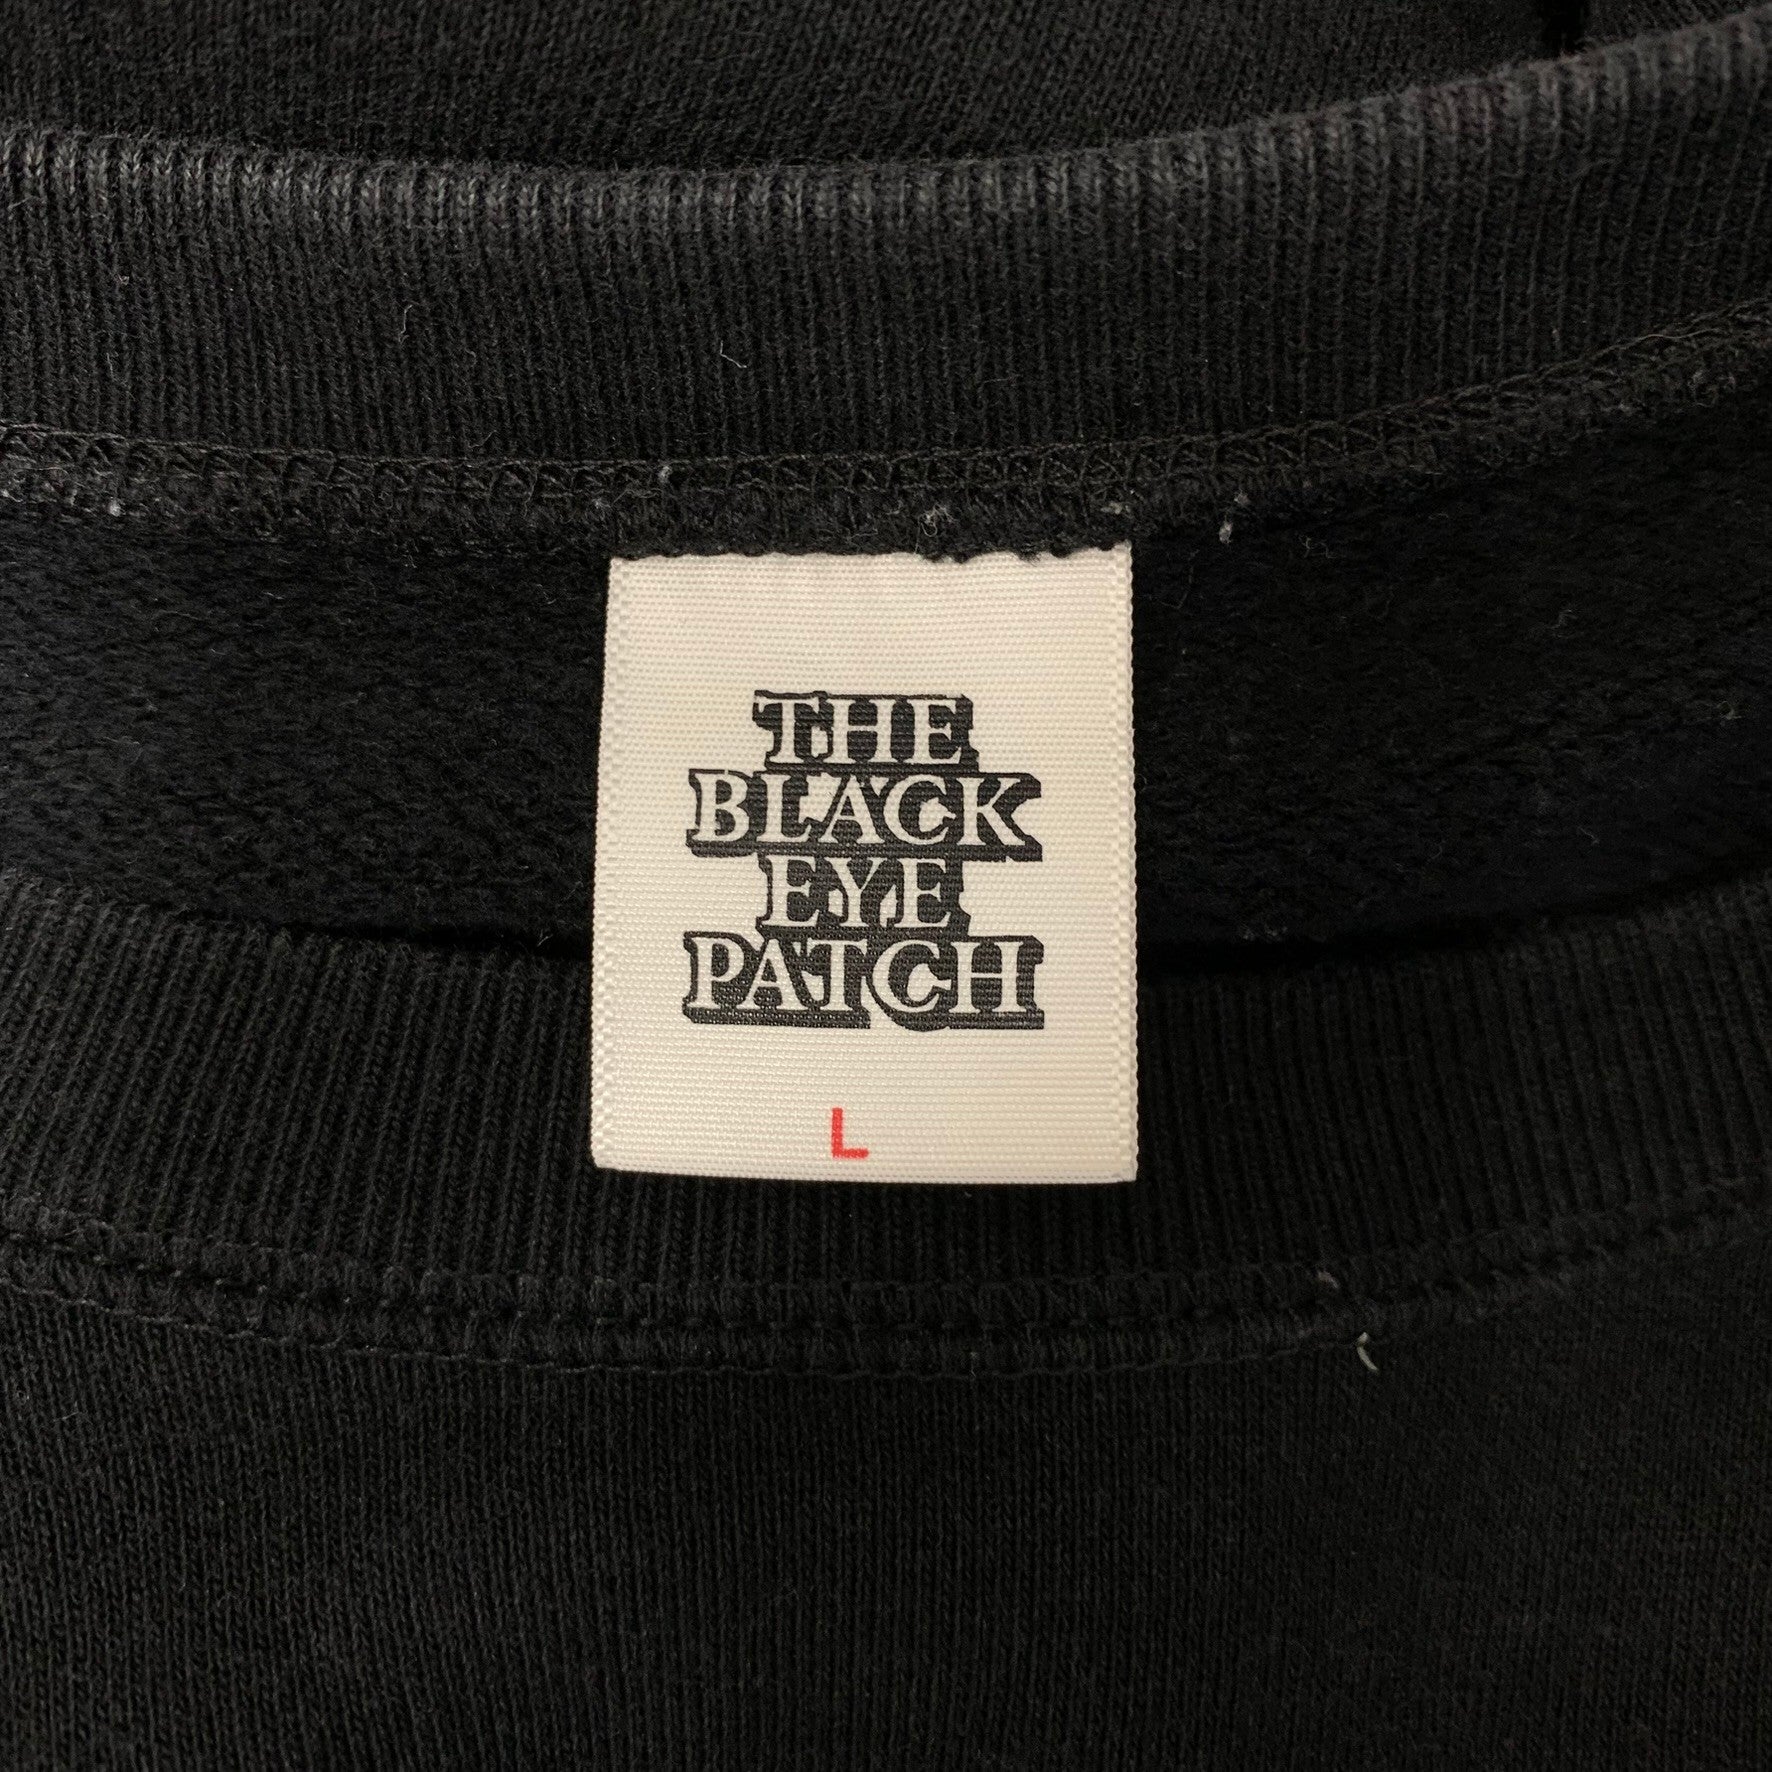 THE
BLACK
EYE
PATCH
L